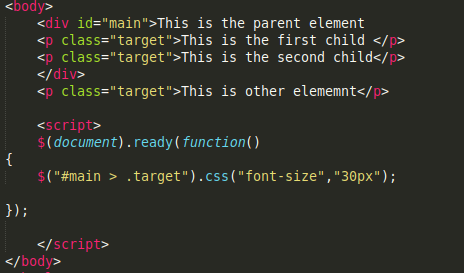 <body>
    <div id="main">This is the parent element
    <p class="target">This is the first child </p>
    <p class="target">This is the second child</p>
    </div>
    <p class="target">This is other elememnt</p>
    <script>
    $(document).ready(function()
{
    $("#main > .target").css("font-size","30px");
});
    </script>
</body>